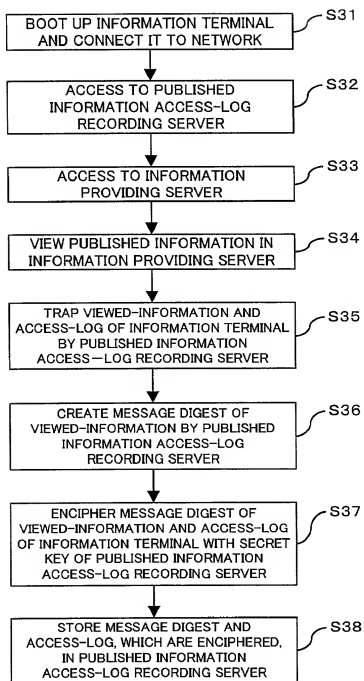 BOOT UP INFORMATION TERMINAL
AND CONNECT IT TO NETWORK
S31
ACCESS TO PUBLISHED
INFORMATION ACCESS-LOG
RECORDING SERVER
S32
ACCESS TO INFORMATION
PROVIDING SERVER
S33
VIEW PUBLISHED INFORMATION IN
INFORMATION PROVIDING SERVER
S34
TRAP VIEWED-INFORMATION AND
ACCESS-LOG OF INFORMATION TERMINAL
BY PUBLISHED INFORMATION
ACCESS-LOG RECORDING SERVER
S35
CREATE MESSAGE DIGEST OF
VIEWED-INFORMATION BY PUBLISHED
INFORMATION ACCESS-LOG
RECORDING SERVER
S36
ENCIPHER MESSAGE DIGEST OF
VIEWED-INFORMATION AND ACCESS-LOG
OF INFORMATION TERMINAL WITH SECRET
KEY OF PUBLISHED INFORMATION
ACCESS-LOG RECORDING SERVER
S37
STORE MESSAGE DIGEST AND
ACCESS-LOG, WHICH ARE ENCIPHERED,
IN PUBLISHED INFORMATION
ACCESS-LOG RECORDING SERVER
S38